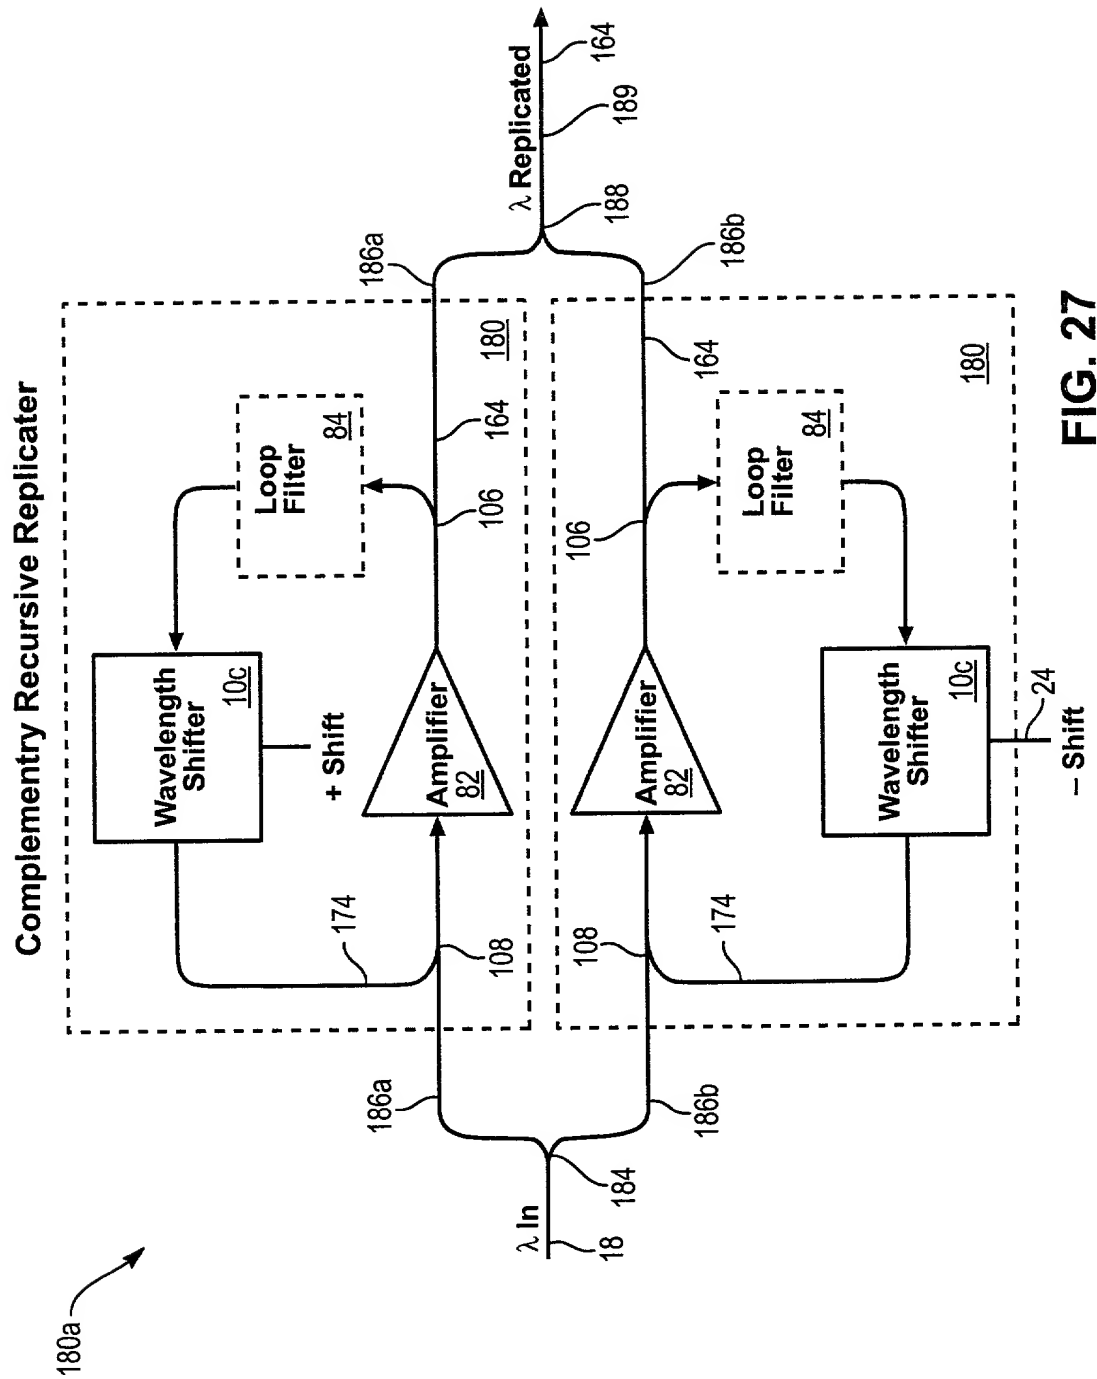 Complementry Recursive Replicater
180a
λ In
18
184
186a
186b
174
108
Wavelength
Shifter
10c
+ Shift
Amplifier
82
106
Loop
Filter
84
164
180
186a
108
174
Amplifier
82
106
Wavelength
Shifter
10c
24
– Shift
Loop
Filter
84
164
180
186b
188
λ Replicated
189
164
FIG. 27